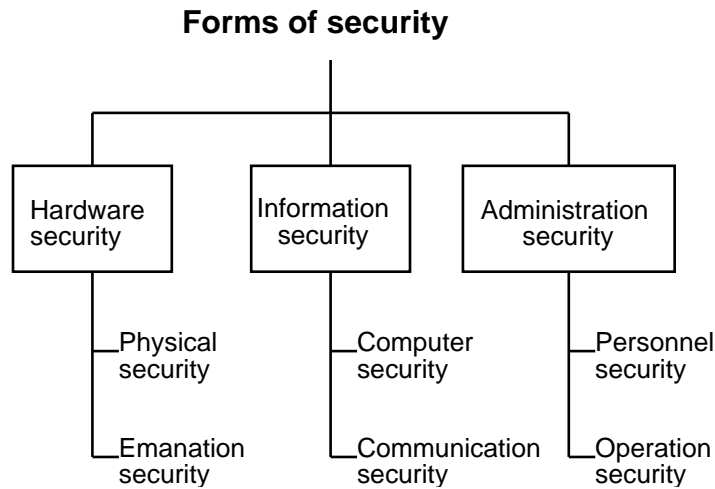 Forms of security
Hardware
security
Information
security
Administration
security
Physical
security
Computer
security
Personnel
security
Emanation
security
Communication
security
Operation
security